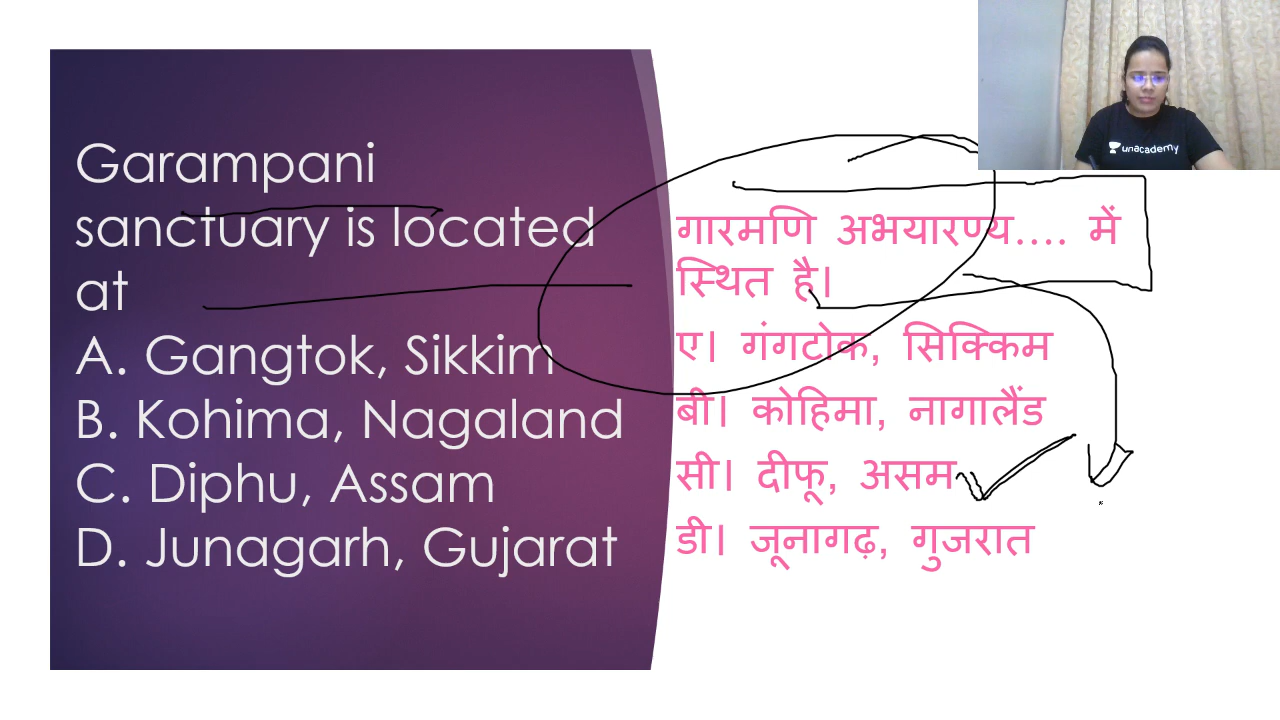 Garampani
sanctuary is located
at
A. Gangtok, Sikkim
B. Kohima, Nagaland
C. Diphu, Assam
D. Junagarh, Gujarat
गारमणि अभयारण्य.... में
स्थित है।
ए। गंगटोक, सिक्किम
बी। कोहिमा, नागालैंड
सी। दीफू, असम
डी। जूनागढ़, गुजरात
unacademy